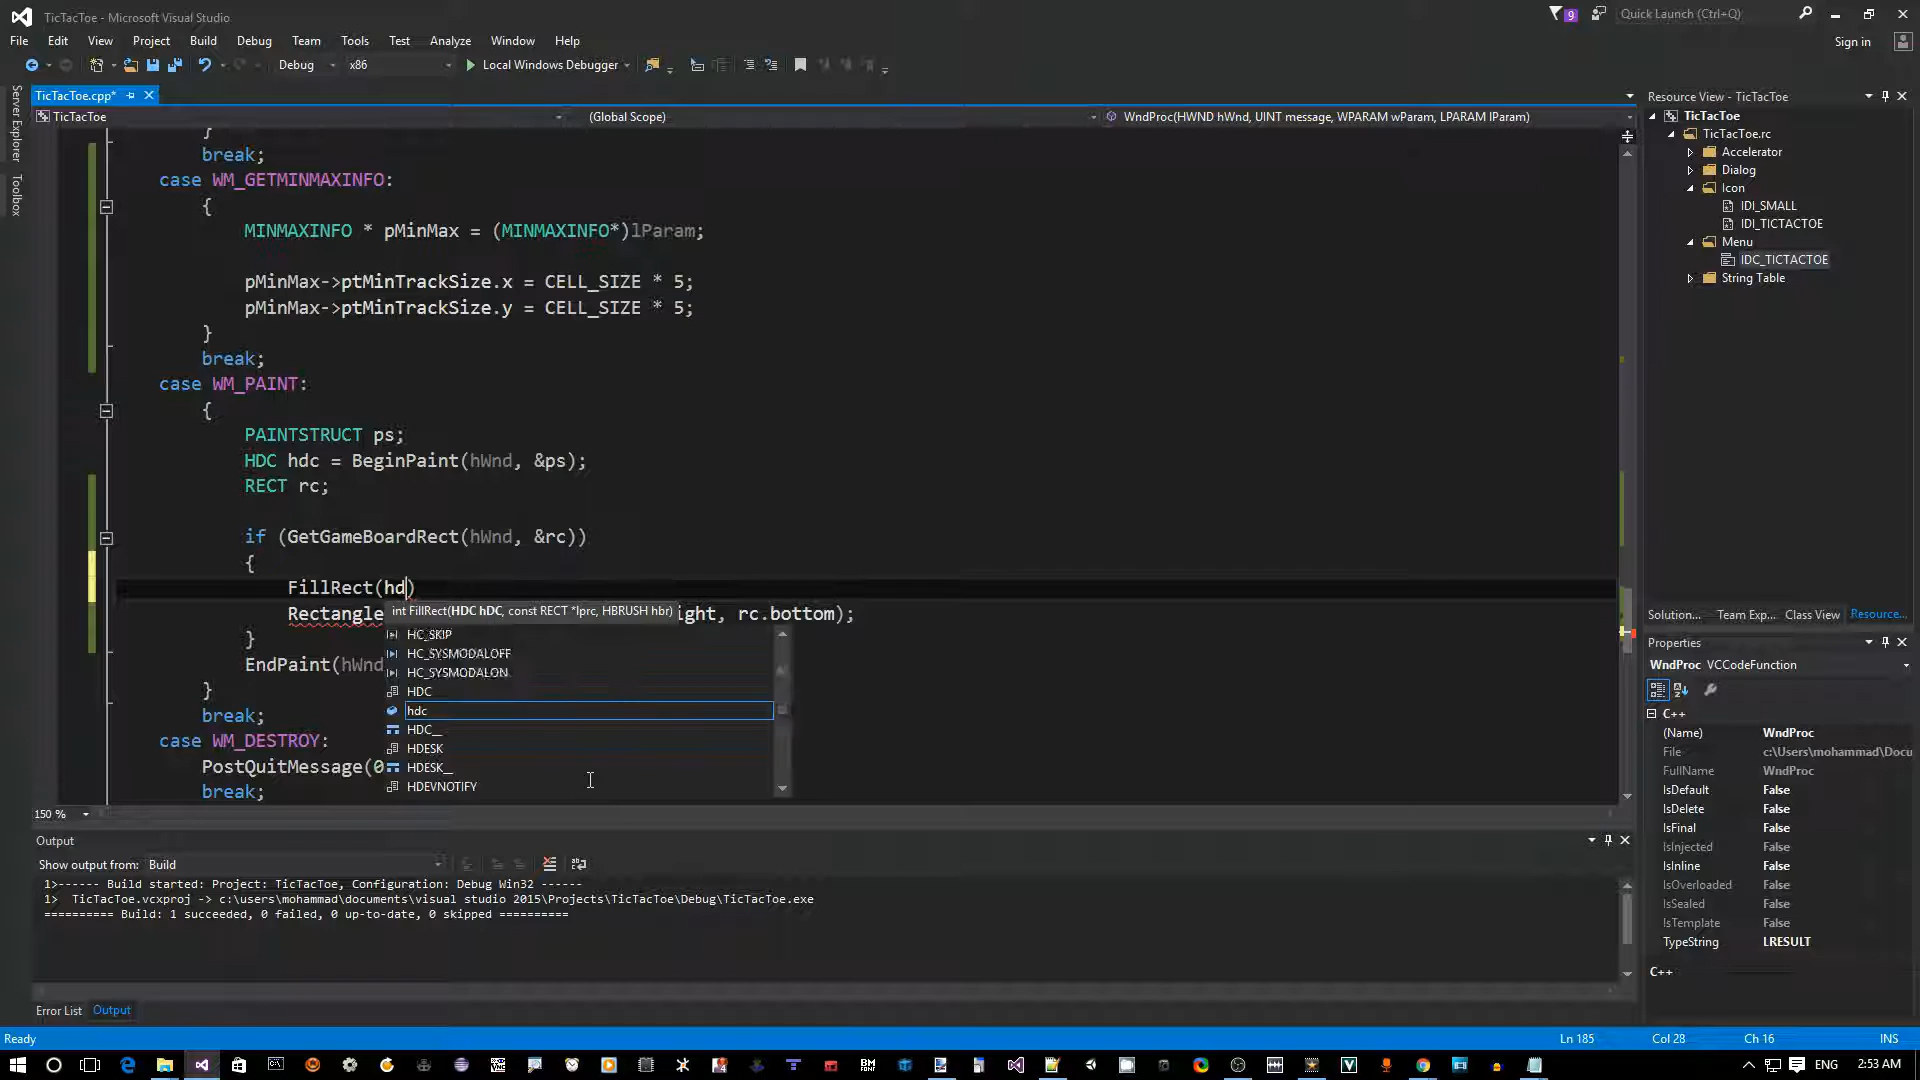 TicTacToe - Microsoft Visual Studio
9
Quick Launch (Ctrl+Q)
File Edit View Project Build Debug Team Tools Test Analyze Window Help
Sign in
Debug x86 Local Windows Debugger
Server Explorer
Toolbox
TicTacToe.cpp*
TicTacToe (Global Scope) WndProc(HWND hWnd, UINT message, WPARAM wParam, LPARAM lParam)
}
break;
case WM_GETMINMAXINFO:
{
MINMAXINFO * pMinMax = (MINMAXINFO*)lParam;
pMinMax->ptMinTrackSize.x = CELL_SIZE * 5;
pMinMax->ptMinTrackSize.y = CELL_SIZE * 5;
}
break;
case WM_PAINT:
{
PAINTSTRUCT ps;
HDC hdc = BeginPaint(hWnd, &ps);
RECT rc;
if (GetGameBoardRect(hWnd, &rc))
{
FillRect(hd)
int FillRect(HDC hDC, const RECT *lprc, HBRUSH hbr)
Rectangle ight, rc.bottom);
HC_SKIP
}
HC_SYSMODALOFF
EndPaint(hWnd
HC_SYSMODALON
}
HDC
break;
hdc
HDC__
case WM_DESTROY:
HDESK
PostQuitMessage(0
HDESK__
break;
HDEVNOTIFY
150 %
Output
Show output from: Build
1>------ Build started: Project: TicTacToe, Configuration: Debug Win32 ------
1> TicTacToe.vcxproj -> c:\users\mohammad\documents\visual studio 2015\Projects\TicTacToe\Debug\TicTacToe.exe
========== Build: 1 succeeded, 0 failed, 0 up-to-date, 0 skipped ==========
Error List Output
Resource View - TicTacToe
TicTacToe
TicTacToe.rc
Accelerator
Dialog
Icon
IDI_SMALL
IDI_TICTACTOE
Menu
IDC_TICTACTOE
String Table
Solution... Team Exp... Class View Resource...
Properties
WndProc VCCodeFunction
C++
(Name) WndProc
File c:\Users\mohammad\Docu
FullName WndProc
IsDefault False
IsDelete False
IsFinal False
IsInjected False
IsInline False
IsOverloaded False
IsSealed False
IsTemplate False
TypeString LRESULT
C++
Ready Ln 185 Col 28 Ch 16 INS
ENG 2:53 AM